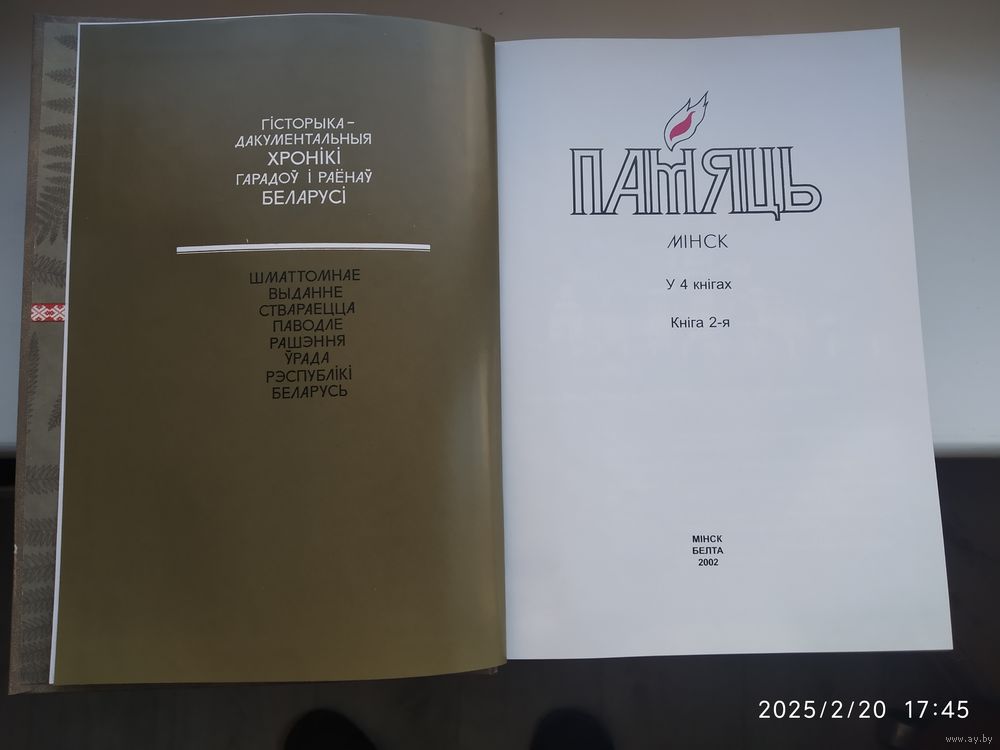 ГІСТОРЫКА-
ДАКУМЕНТАЛЬНЫЯ
ХРОНІКІ
ГАРАДОЎ І РАЁНАЎ
БЕЛАРУСІ
ШМАТТОМНАЕ
ВЫДАННЕ
СТВАРАЕЦЦА
ПАВОДЛЕ
РАШЭННЯ
ЎРАДА
РЭСПУБЛІКІ
БЕЛАРУСЬ
ПАМЯЦЬ
МІНСК
У 4 кнігах
Кніга 2-я
МІНСК
БЕЛТА
2002
2025/2/20 17:45
www.ay.by